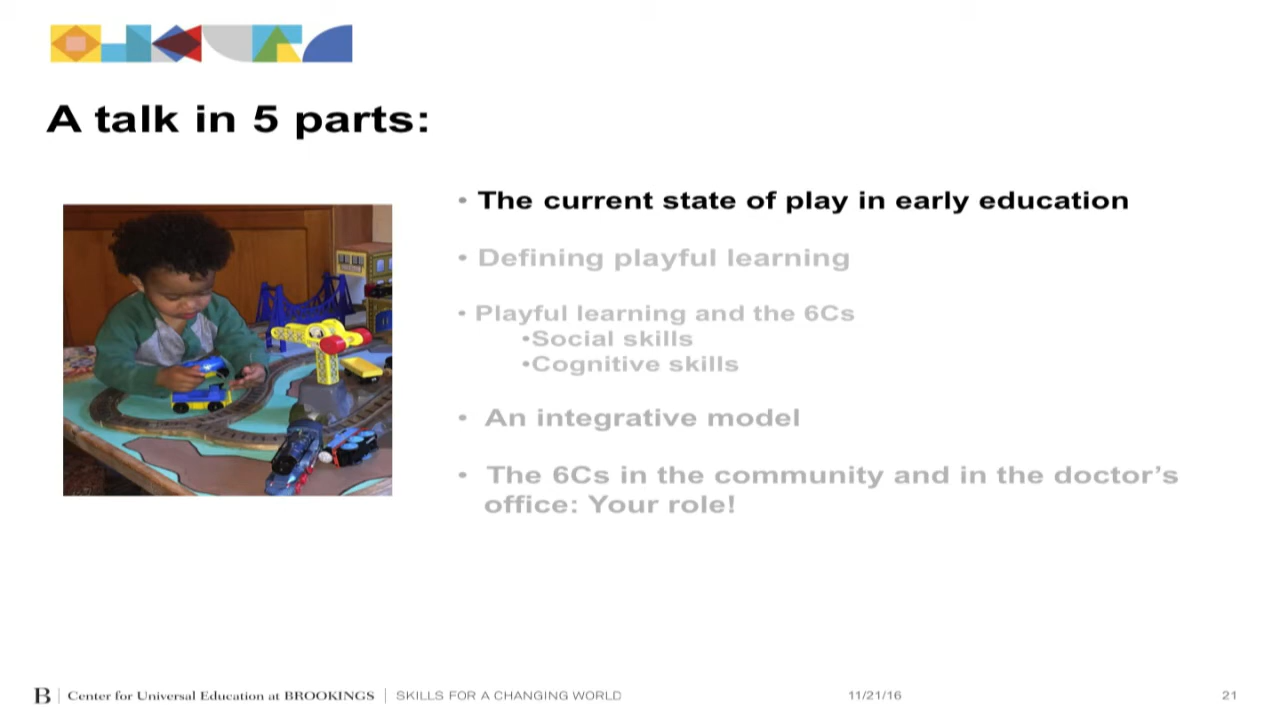 A talk in 5 parts:
• The current state of play in early education
• Defining playful learning
• Playful learning and the 6Cs
•Social skills
•Cognitive skills
• An integrative model
• The 6Cs in the community and in the doctor’s
office: Your role!
B | Center for Universal Education at BROOKINGS | SKILLS FOR A CHANGING WORLD 11/21/16 21